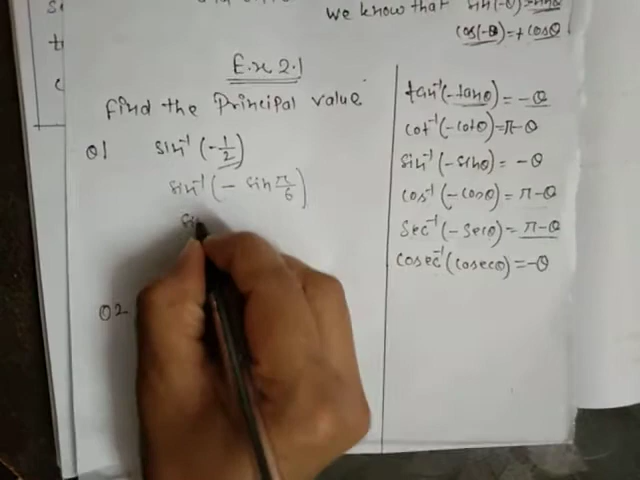 we know that sin(-θ)=-sinθ
cos(-θ)=+cosθ
Ex 2.1
Find the Principal value
Q1 sin⁻¹(-1/2)
sin⁻¹(-sin π/6)
Q2
tan⁻¹(-tanθ)=-θ
cot⁻¹(-cotθ)=π-θ
sin⁻¹(-sinθ)=-θ
cos⁻¹(-cosθ)=π-θ
sec⁻¹(-secθ)=π-θ
cosec⁻¹(cosecθ)=-θ